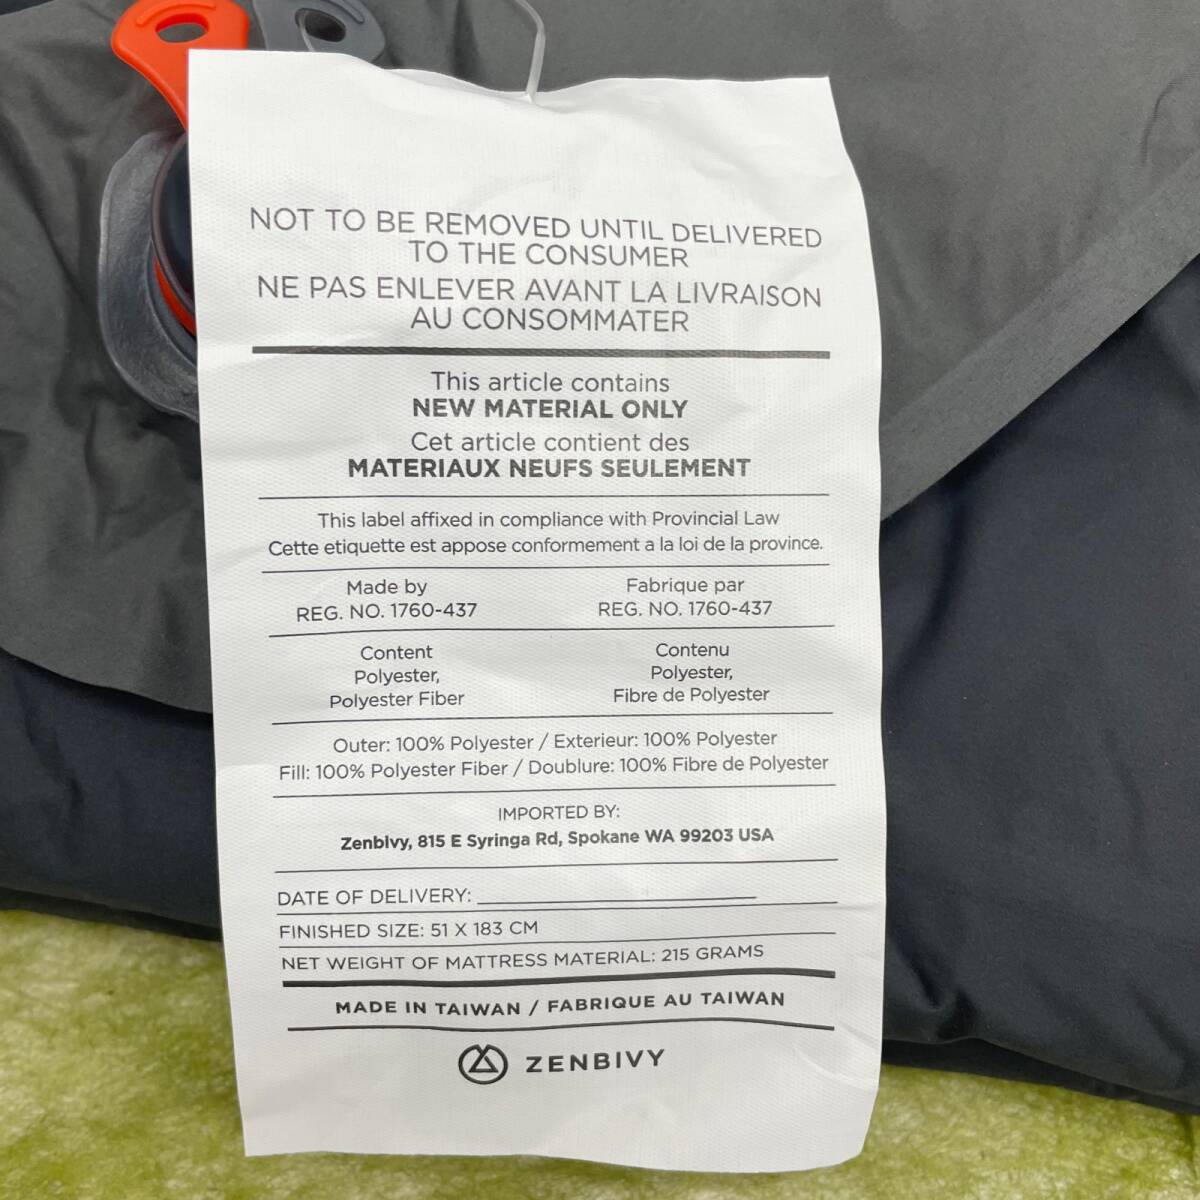 NOT TO BE REMOVED UNTIL DELIVERED
TO THE CONSUMER
NE PAS ENLEVER AVANT LA LIVRAISON
AU CONSOMMATER
This article contains
NEW MATERIAL ONLY
Cet article contient des
MATERIAUX NEUFS SEULEMENT
This label affixed in compliance with Provincial Law
Cette etiquette est appose conformement a la loi de la province.
Made by
REG. NO. 1760-437
Fabrique par
REG. NO. 1760-437
Content
Polyester,
Polyester Fiber
Contenu
Polyester,
Fibre de Polyester
Outer: 100% Polyester / Exterieur: 100% Polyester
Fill: 100% Polyester Fiber / Doublure: 100% Fibre de Polyester
IMPORTED BY:
Zenbivy, 815 E Syringa Rd, Spokane WA 99203 USA
DATE OF DELIVERY:
FINISHED SIZE: 51 X 183 CM
NET WEIGHT OF MATTRESS MATERIAL: 215 GRAMS
MADE IN TAIWAN / FABRIQUE AU TAIWAN
ZENBIVY